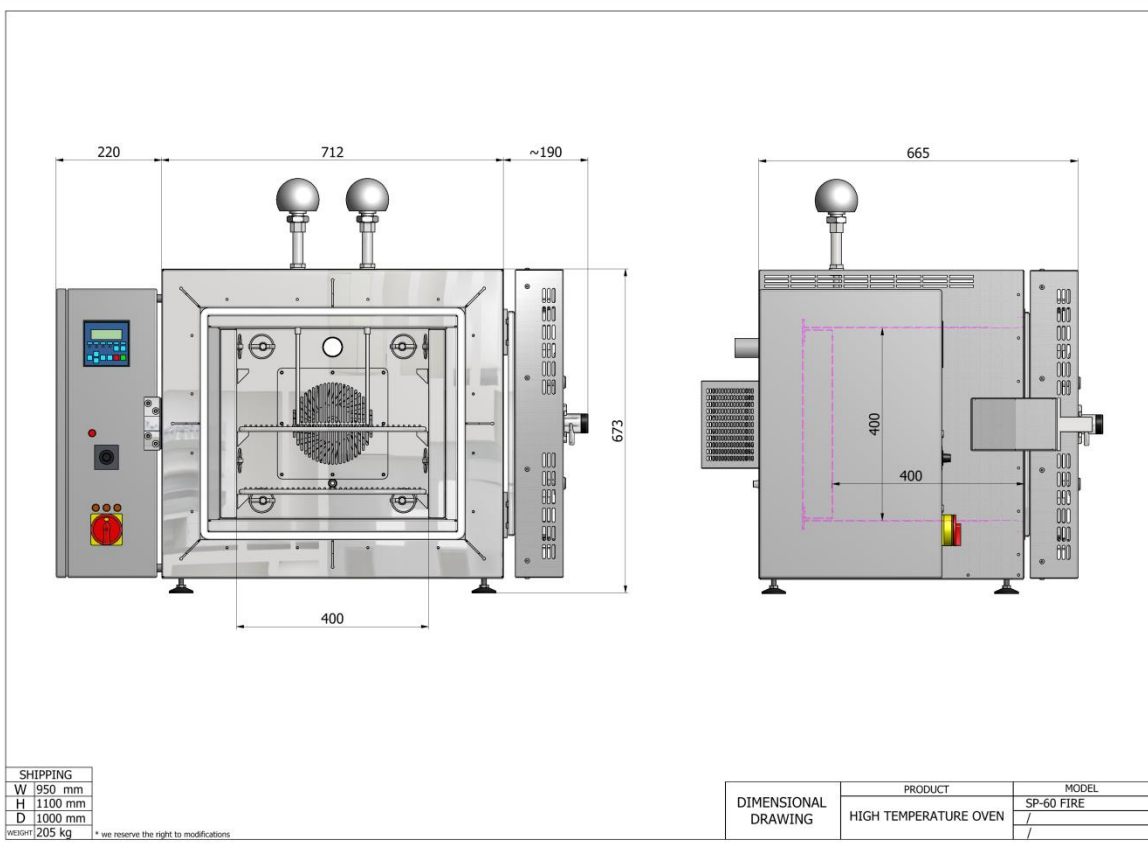 220
712
~190
665
673
400
400
400
SHIPPING
W 950 mm
H 1100 mm
D 1000 mm
WEIGHT 205 kg
* we reserve the right to modifications
DIMENSIONAL
DRAWING
PRODUCT
HIGH TEMPERATURE OVEN
MODEL
SP-60 FIRE
/
/